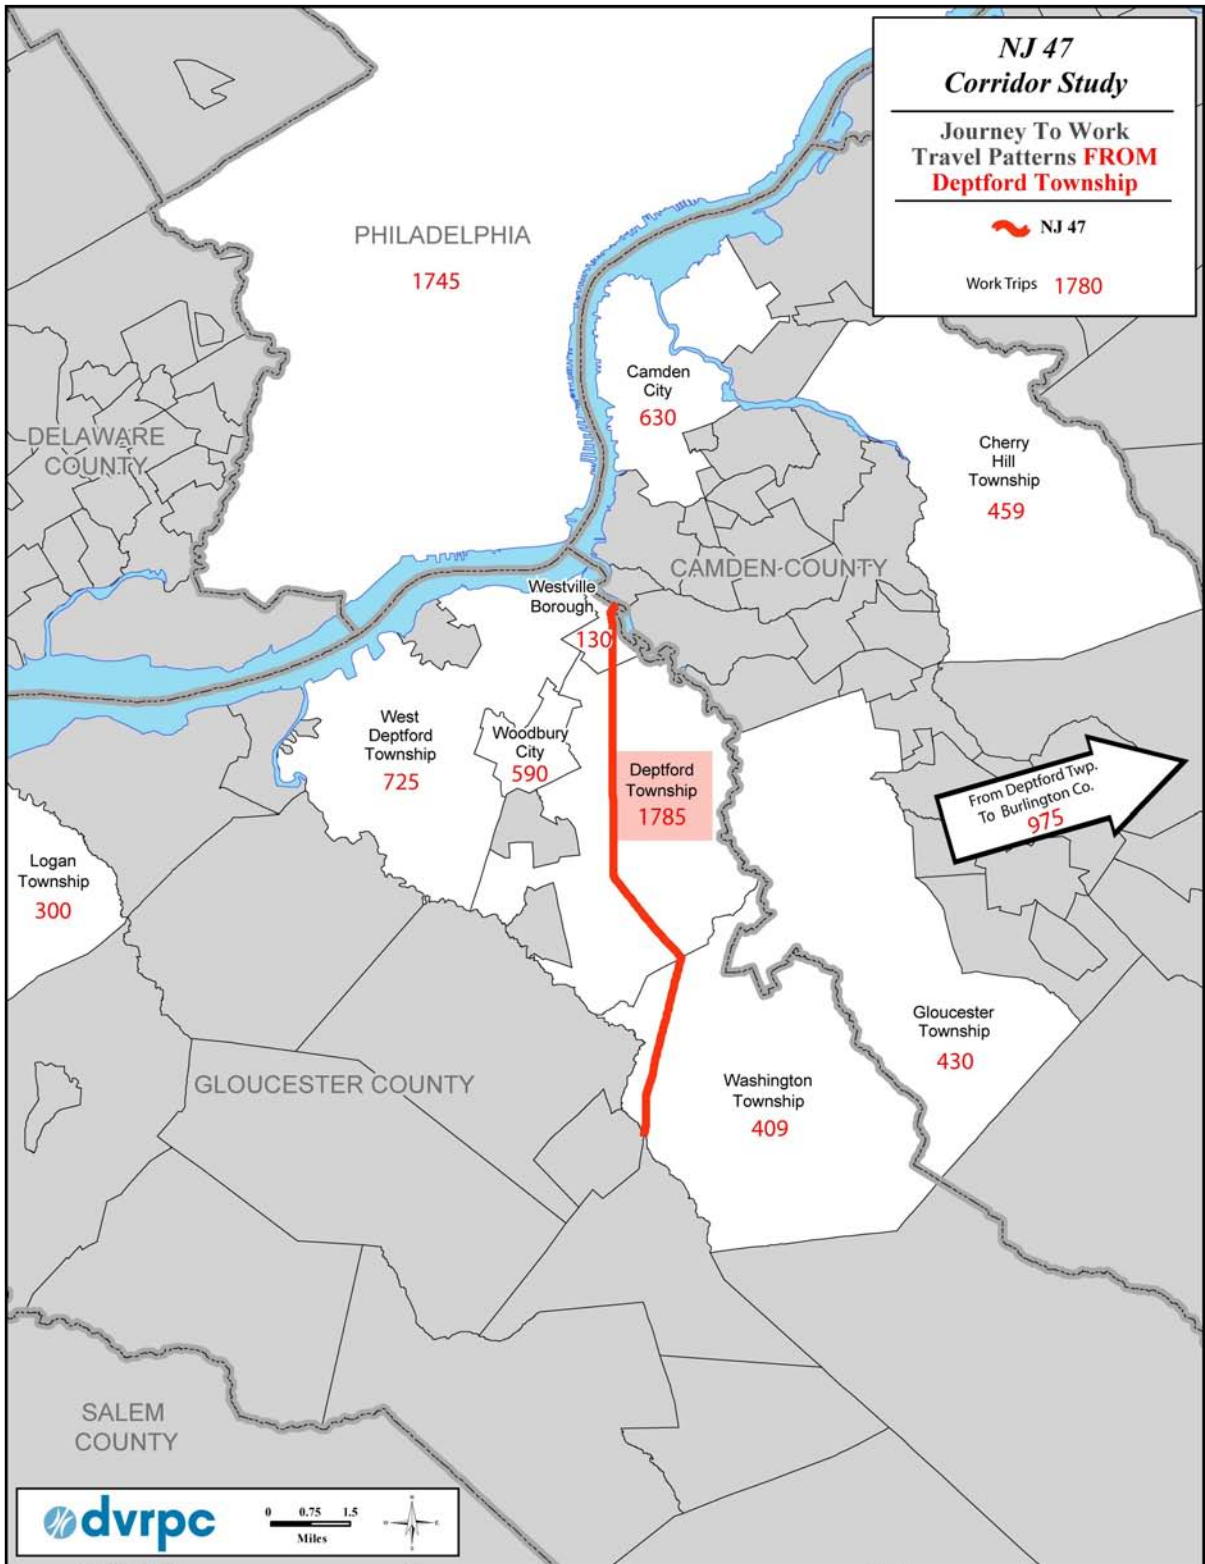 NJ 47
Corridor Study
Journey To Work
Travel Patterns FROM
Deptford Township
NJ 47
Work Trips 1780
PHILADELPHIA
1745
Camden
City
630
DELAWARE
COUNTY
Cherry
Hill
Township
459
CAMDEN COUNTY
Westville
Borough
130
West
Deptford
Township
725
Woodbury
City
590
Deptford
Township
1785
From Deptford Twp.
To Burlington Co.
975
Logan
Township
300
Gloucester
Township
430
GLOUCESTER COUNTY
Washington
Township
409
SALEM
COUNTY
dvrpc
0 0.75 1.5
Miles
N
W E
S